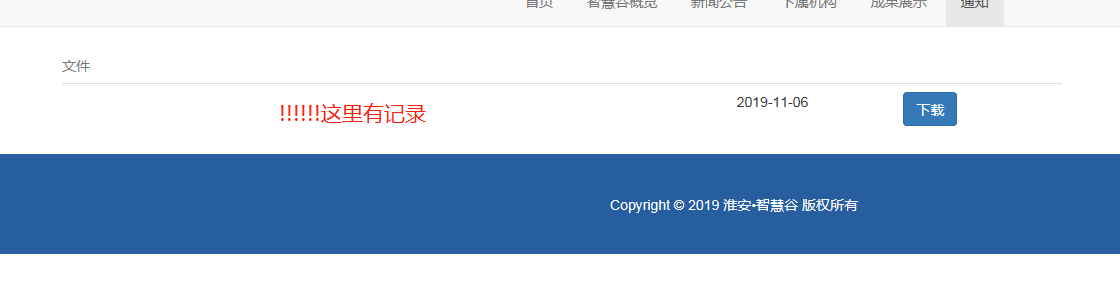 首页 智慧谷概览 新闻公告 下属机构 成果展示 通知
文件
!!!!!!这里有记录 2019-11-06 下载
Copyright © 2019 淮安•智慧谷 版权所有